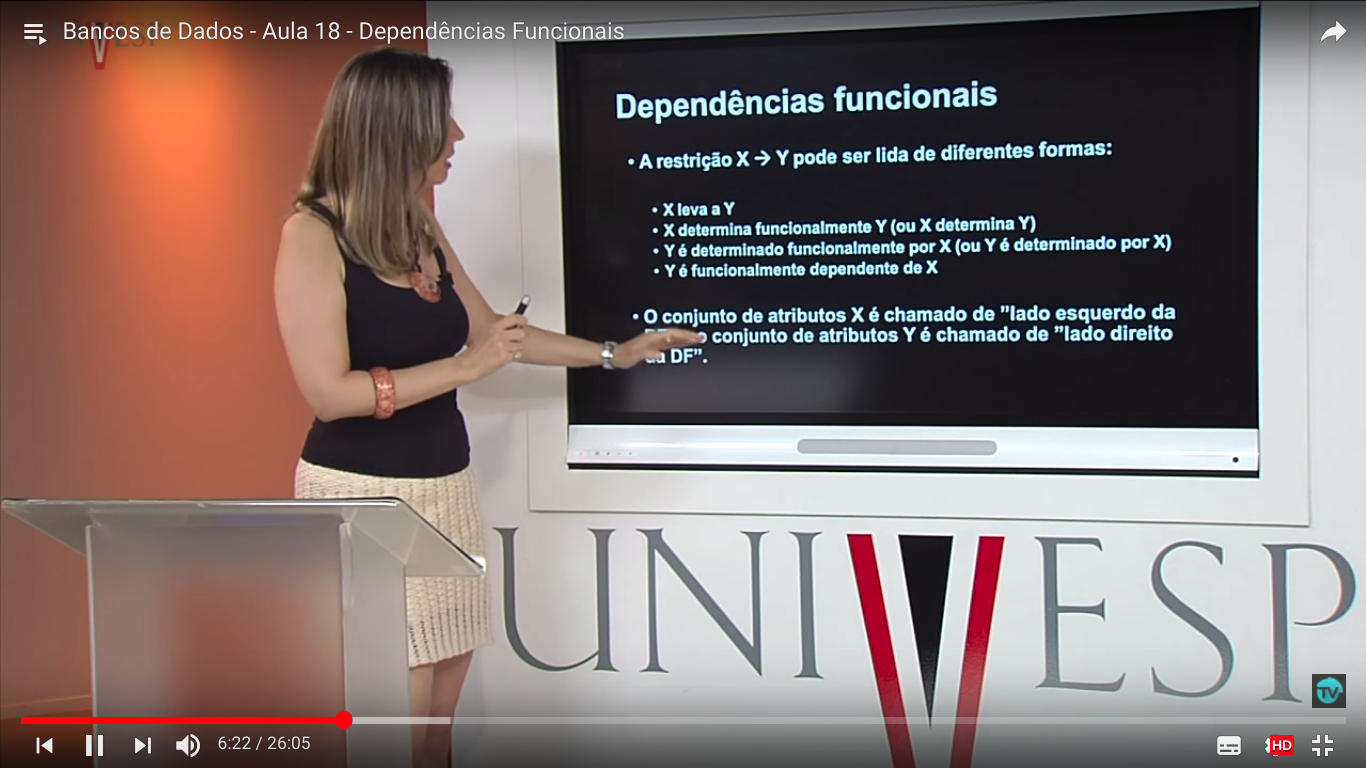 Bancos de Dados - Aula 18 - Dependências Funcionais
Dependências funcionais
• A restrição X → Y pode ser lida de diferentes formas:
• X leva a Y
• X determina funcionalmente Y (ou X determina Y)
• Y é determinado funcionalmente por X (ou Y é determinado por X)
• Y é funcionalmente dependente de X
• O conjunto de atributos X é chamado de ”lado esquerdo da
conjunto de atributos Y é chamado de ”lado direito
da DF”.
UNIVESP
TV
6:22 / 26:05
HD